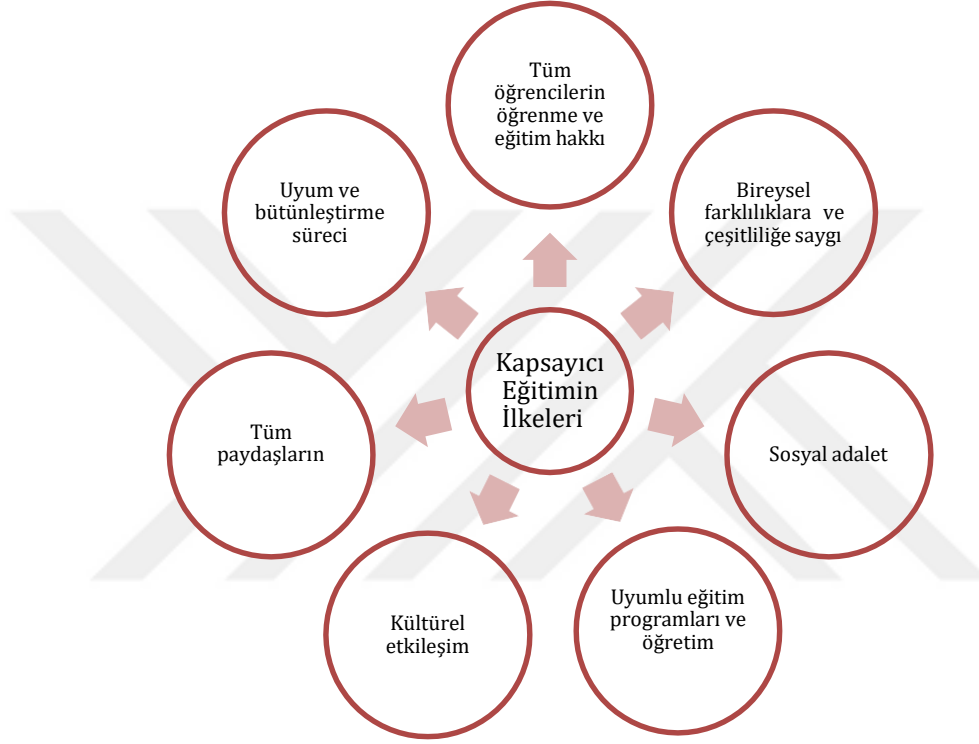 Tüm
öğrencilerin
öğrenme ve
eğitim hakkı
Bireysel
farklılıklara ve
çeşitliliğe saygı
Sosyal adalet
Uyumlu eğitim
programları ve
öğretim
Kültürel
etkileşim
Tüm
paydaşların
Uyum ve
bütünleştirme
süreci
Kapsayıcı
Eğitimin
İlkeleri